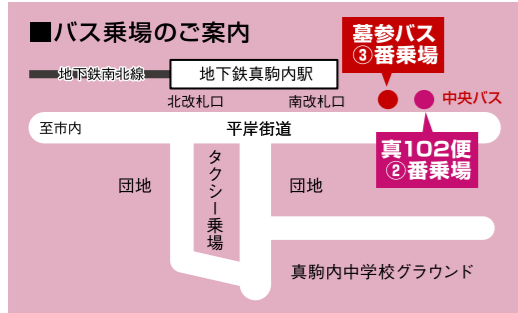 ■バス乗場のご案内
墓参バス
③番乗場
地下鉄南北線
地下鉄真駒内駅
北改札口
南改札口
中央バス
至市内
平岸街道
真102便
②番乗場
団地
タクシー乗場
団地
真駒内中学校グラウンド